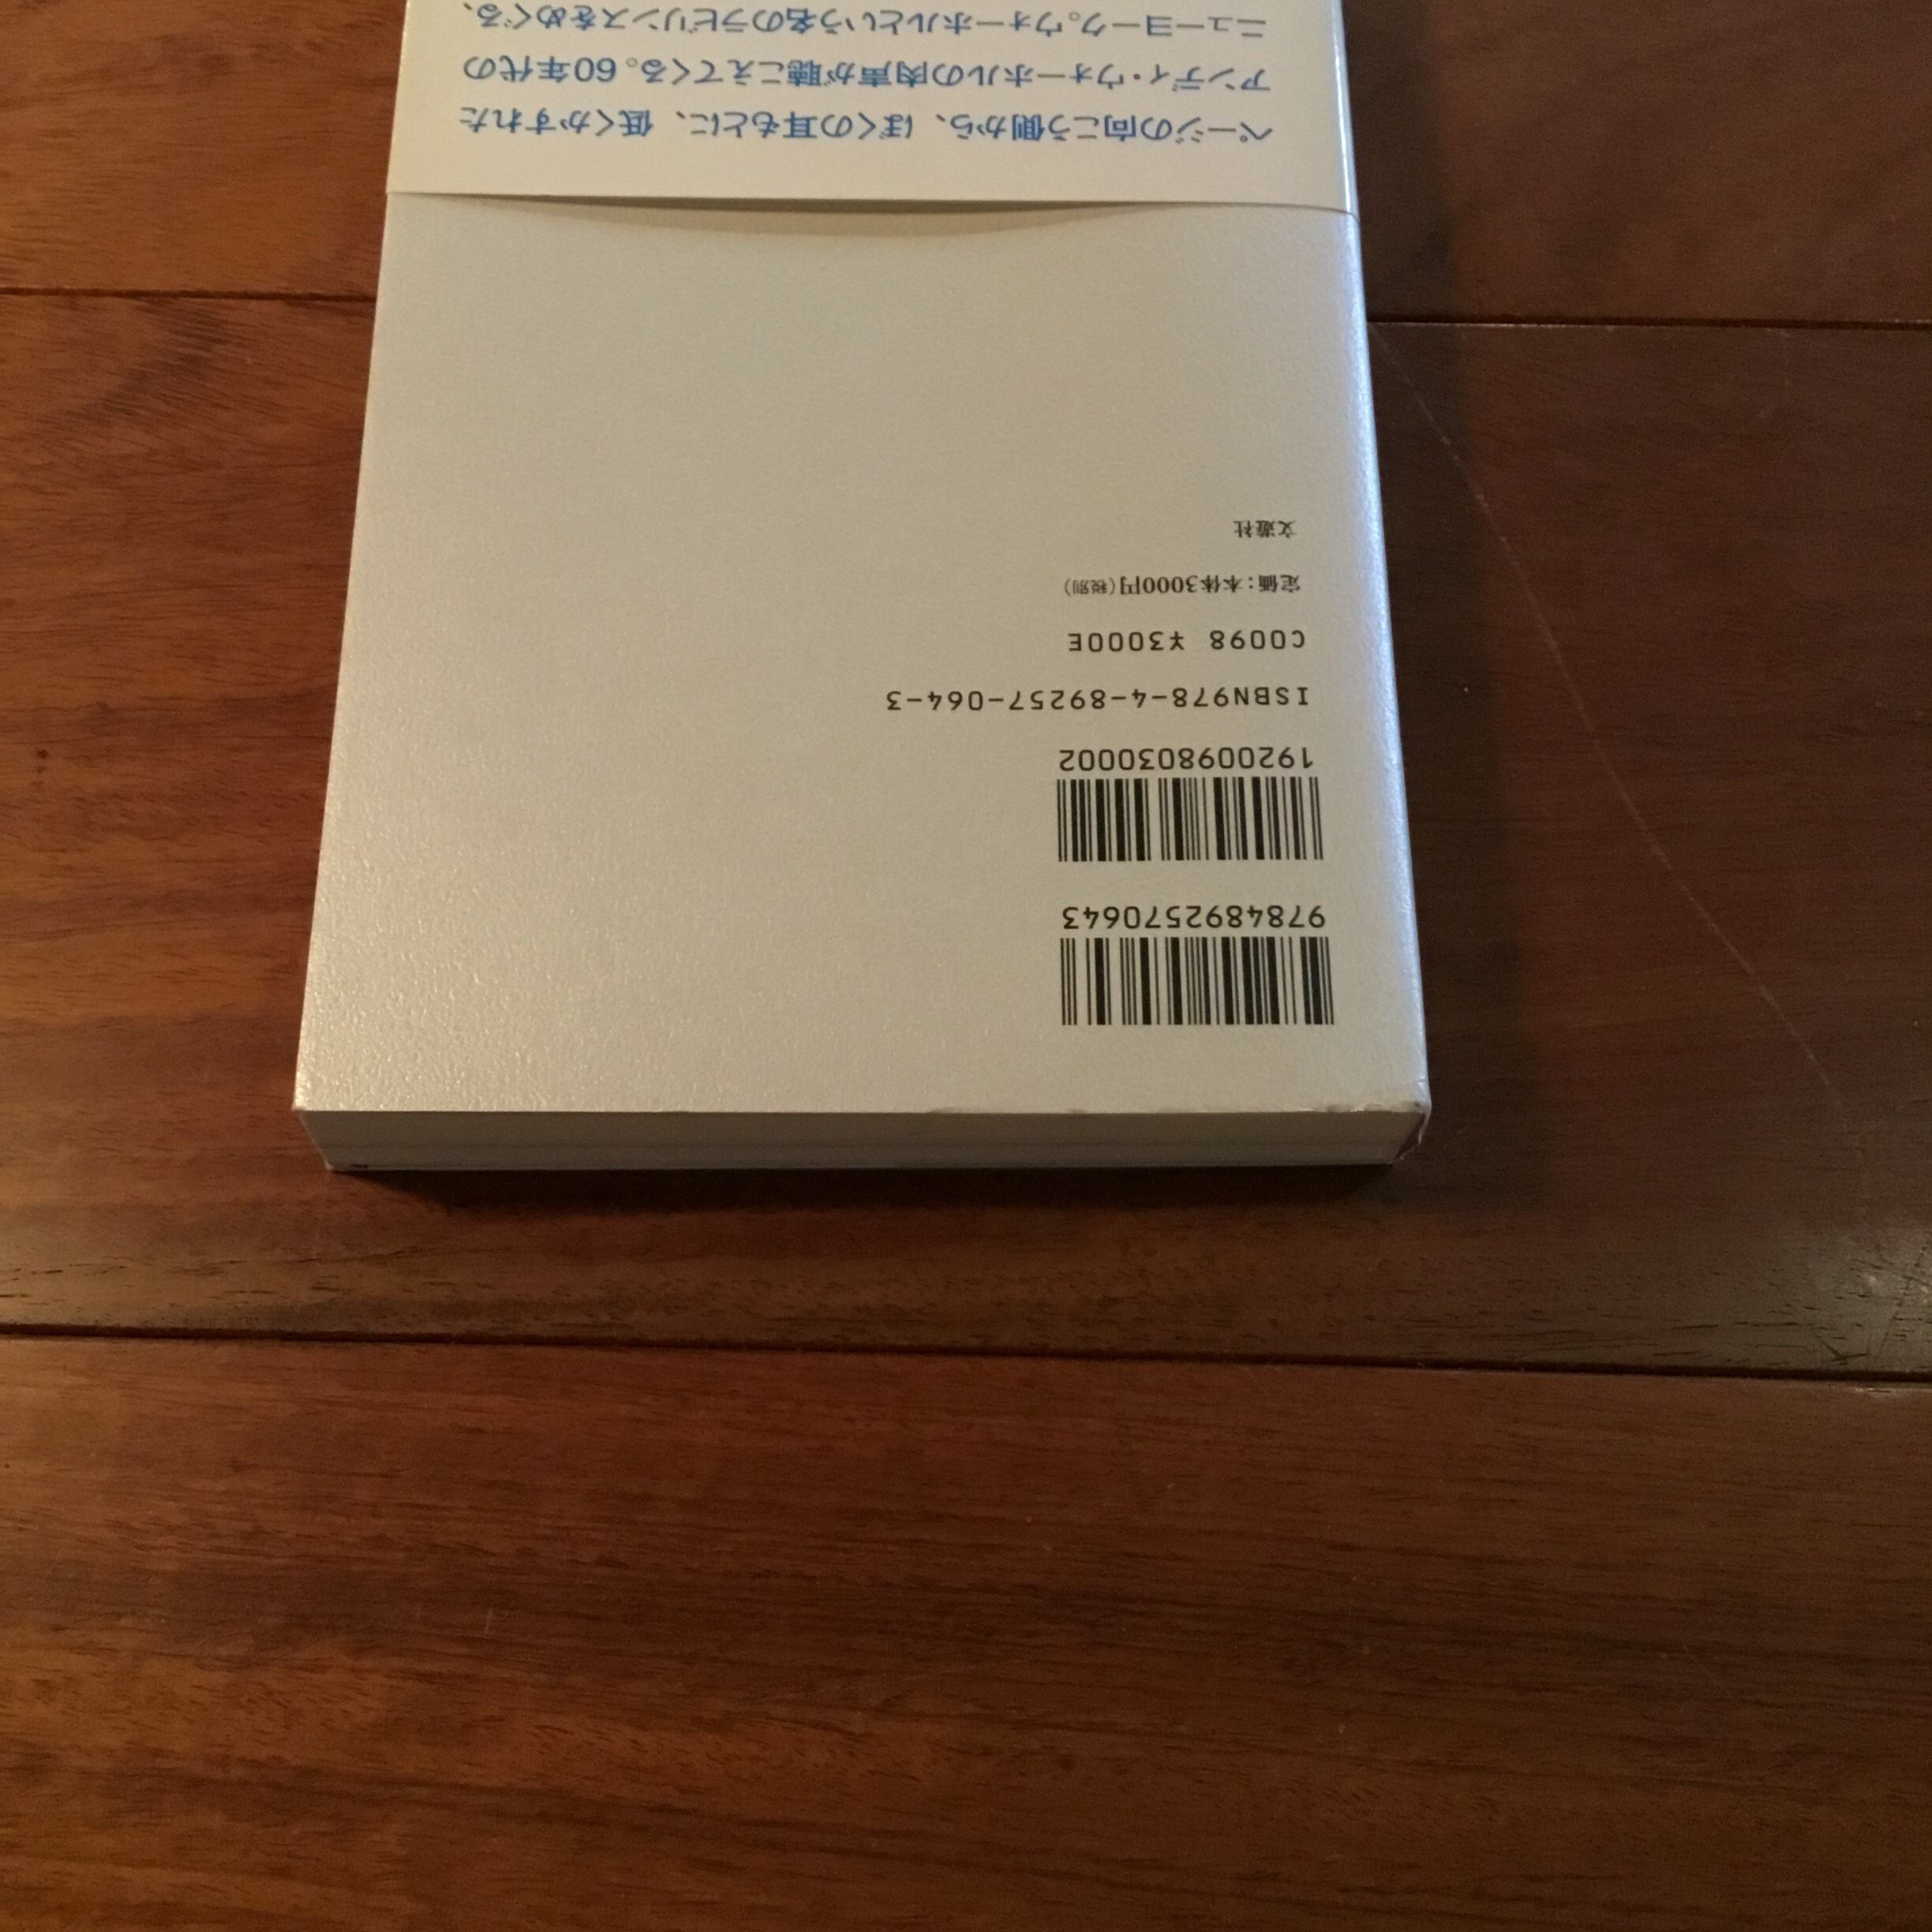 9784892570643
1920098030002
ISBN978-4-89257-064-3
C0098 ¥3000E
定価：本体3000円（税別）
文遊社
ページの向こう側から、ぼくの耳もとに、低くかすれた
アンディ・ウォーホルの肉声が聴こえてくる。60年代の
ニューヨーク。ウォーホルという名のラビリンスをめぐる、